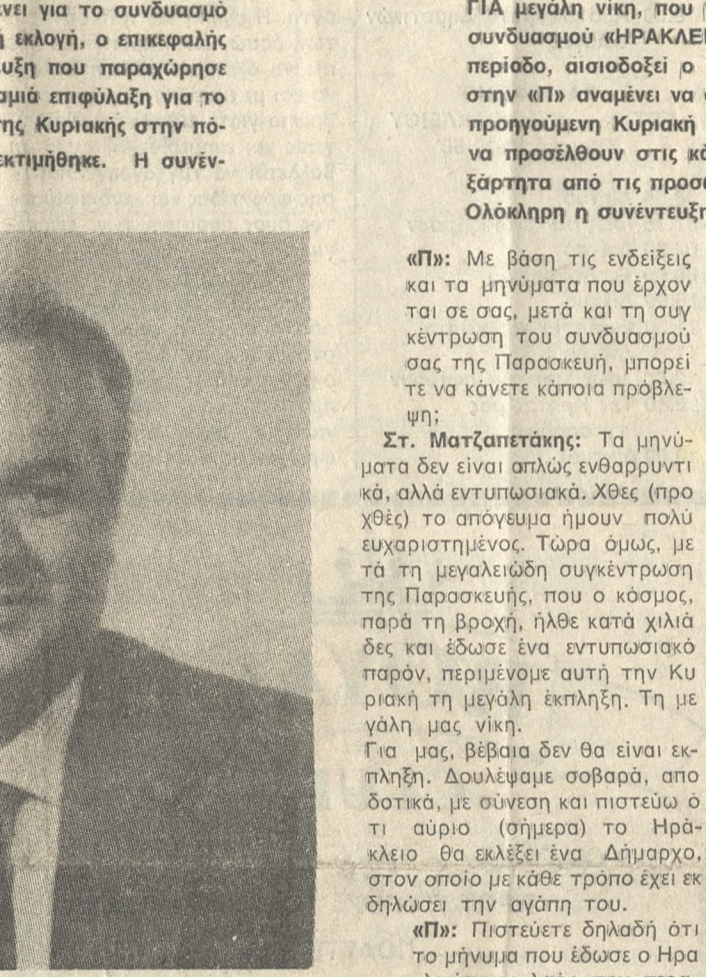 νει για το συνδυασμό
εκλογή, ο επικεφαλής
υξη που παραχώρησε
αμιά επιφύλαξη για το
της Κυριακής στην πό-
εκτιμήθηκε. Η συνέν-
ΓΙΑ μεγάλη νίκη, που
συνδυασμού «ΗΡΑΚΛΕΙ
περίοδο, αισιοδοξεί ο
στην «Π» αναμένει να
προηγούμενη Κυριακή
να προσέλθουν στις κά
ξάρτητα από τις προσ
Ολόκληρη η συνέντευξη
«Π»: Με βάση τις ενδείξεις
και τα μηνύματα που έρχον
ται σε σας, μετά και τη συγ
κέντρωση του συνδυασμού
σας της Παρασκευή, μπορεί
τε να κάνετε κάποια πρόβλε-
ψη;
Στ. Ματζαπετάκης: Τα μηνύ-
ματα δεν είναι απλώς ενθαρρυντι
κά, αλλά εντυπωσιακά. Χθες (προ
χθές) το απόγευμα ήμουν πολύ
ευχαριστημένος. Τώρα όμως, με
τά τη μεγαλειώδη συγκέντρωση
της Παρασκευής, που ο κόσμος,
παρά τη βροχή, ήλθε κατά χιλιά
δες και έδωσε ένα εντυπωσιακό
παρόν, περιμένομε αυτή την Κυ
ριακή τη μεγάλη έκπληξη. Τη με
γάλη μας νίκη.
Για μας, βέβαια δεν θα είναι εκ-
πληξη. Δουλέψαμε σοβαρά, απο
δοτικά, με σύνεση και πιστεύω ό
τι αύριο (σήμερα) το Ηρά-
κλειο θα εκλέξει ένα Δήμαρχο,
στον οποίο με κάθε τρόπο έχει εκ
δηλώσει την αγάπη του.
«Π»: Πιστεύετε δηλαδή ότι
το μήνυμα που έδωσε ο Ηρα